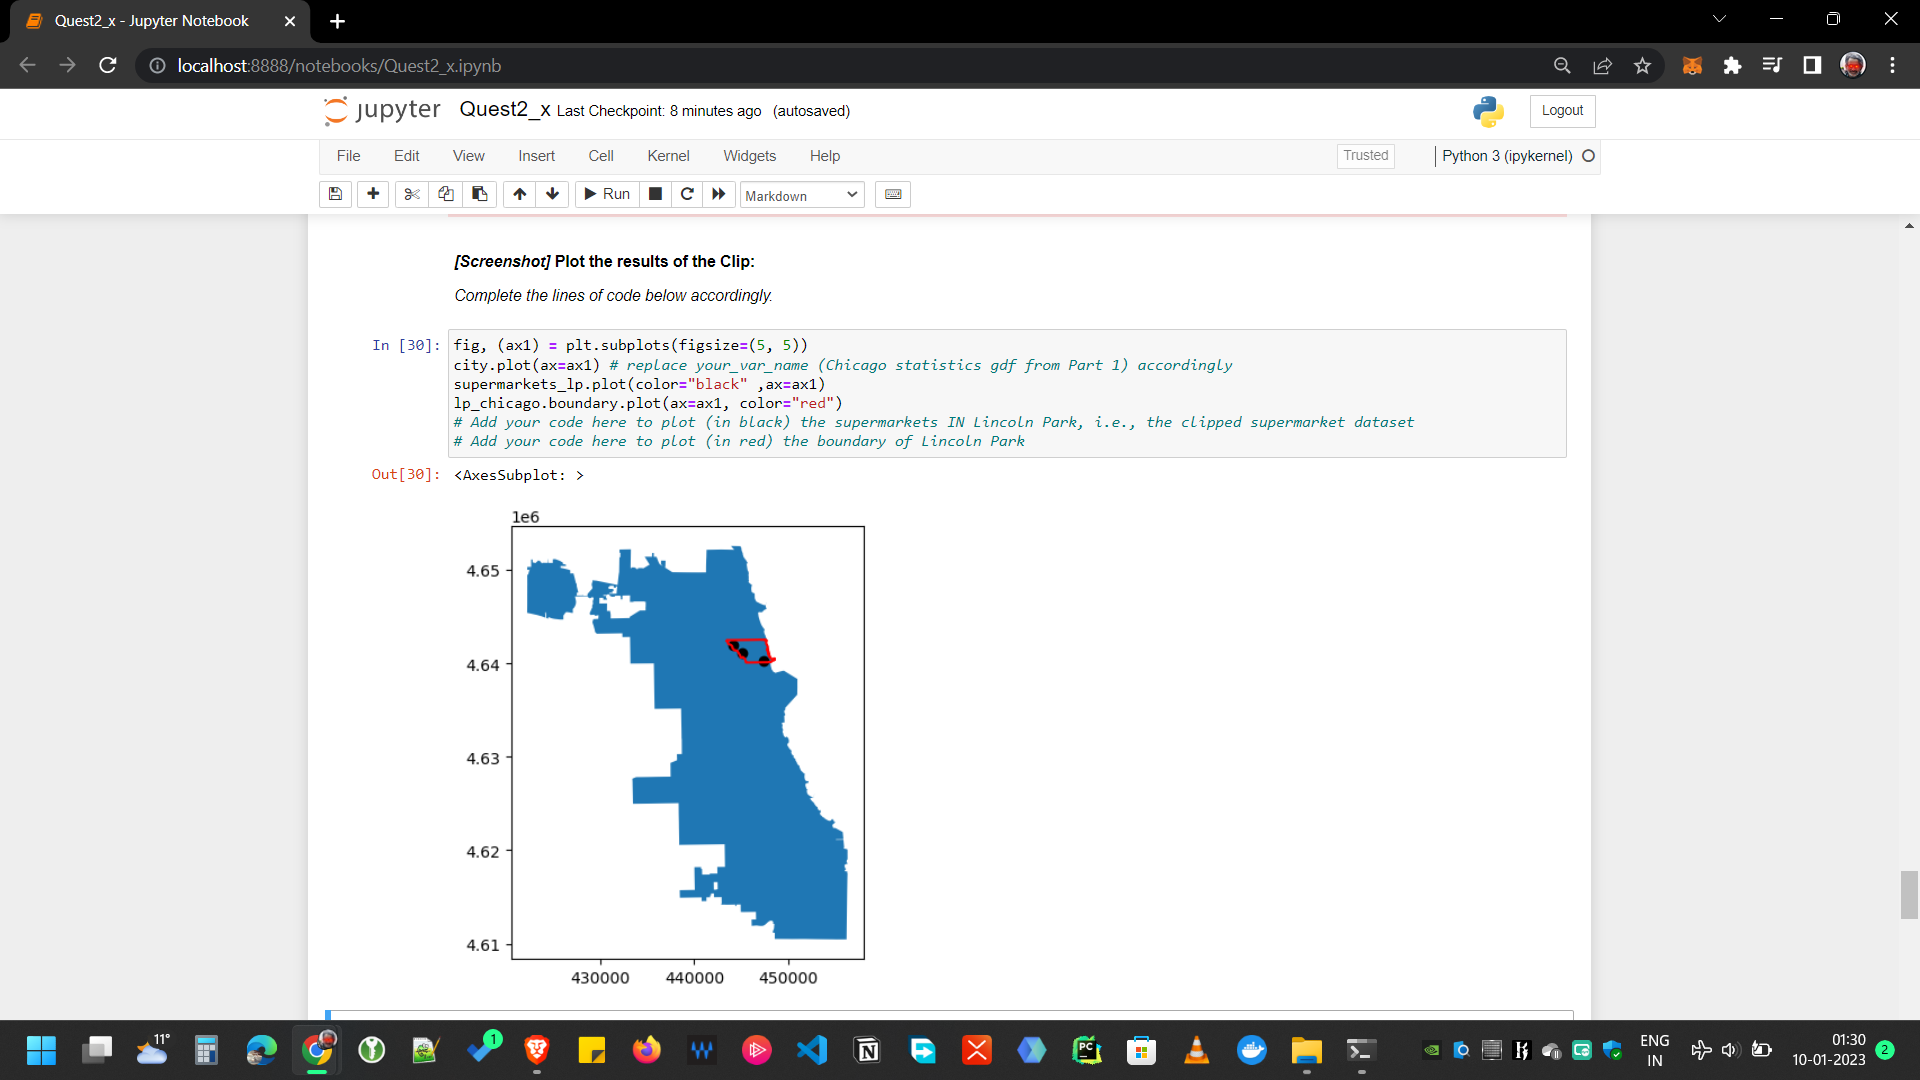 Quest2_x - Jupyter Notebook
localhost:8888/notebooks/Quest2_x.ipynb
jupyter Quest2_x Last Checkpoint: 8 minutes ago (autosaved)
Logout
File Edit View Insert Cell Kernel Widgets Help
Trusted
Python 3 (ipykernel)
Run
Markdown
[Screenshot] Plot the results of the Clip:
Complete the lines of code below accordingly.
In [30]: fig, (ax1) = plt.subplots(figsize=(5, 5))
city.plot(ax=ax1) # replace your_var_name (Chicago statistics gdf from Part 1) accordingly
supermarkets_lp.plot(color="black" ,ax=ax1)
lp_chicago.boundary.plot(ax=ax1, color="red")
# Add your code here to plot (in black) the supermarkets IN Lincoln Park, i.e., the clipped supermarket dataset
# Add your code here to plot (in red) the boundary of Lincoln Park
Out[30]: <AxesSubplot: >
1e6
4.65
4.64
4.63
4.62
4.61
430000 440000 450000
11°
1
PC
ENG
IN
01:30
10-01-2023
2